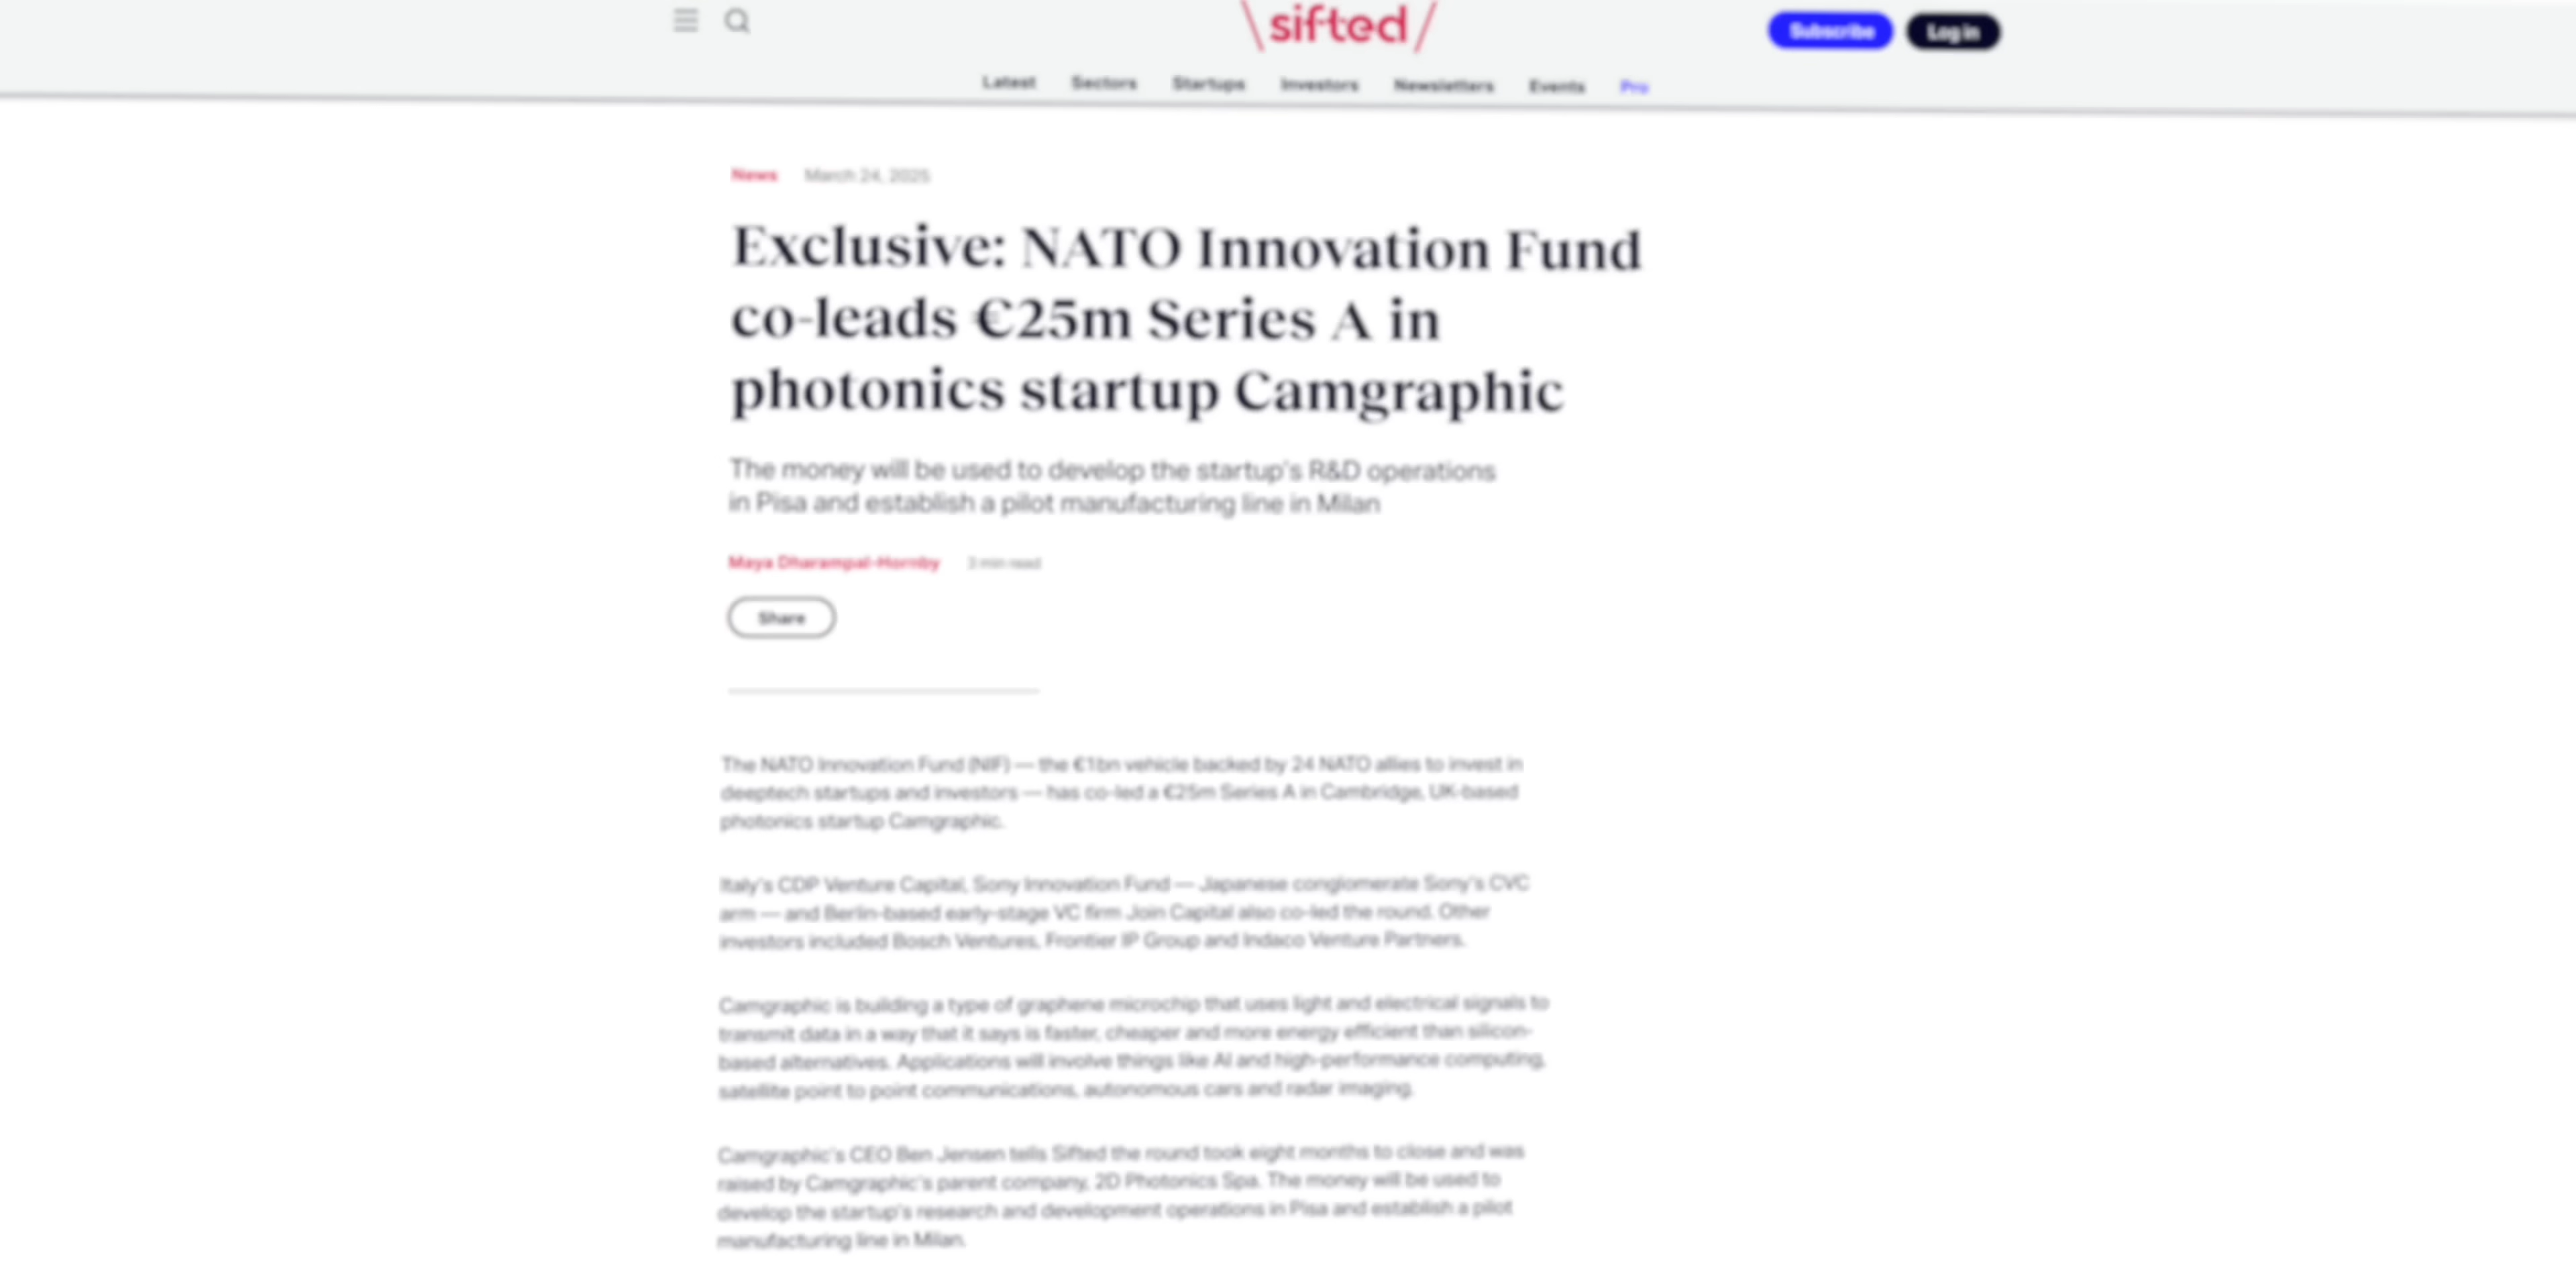 \sifted/
Subscribe
Log in
Latest Sectors Startups Investors Newsletters Events Pro
News March 24, 2025
Exclusive: NATO Innovation Fund
co-leads €25m Series A in
photonics startup Camgraphic
The money will be used to develop the startup's R&D operations
in Pisa and establish a pilot manufacturing line in Milan
Maya Dharampal-Hornby 3 min read
Share
The NATO Innovation Fund (NIF) — the €1bn vehicle backed by 24 NATO allies to invest in
deeptech startups and investors — has co-led a €25m Series A in Cambridge, UK-based
photonics startup Camgraphic.
Italy's CDP Venture Capital, Sony Innovation Fund — Japanese conglomerate Sony's CVC
arm — and Berlin-based early-stage VC firm Join Capital also co-led the round. Other
investors included Bosch Ventures, Frontier IP Group and Indaco Venture Partners.
Camgraphic is building a type of graphene microchip that uses light and electrical signals to
transmit data in a way that it says is faster, cheaper and more energy efficient than silicon-
based alternatives. Applications will involve things like AI and high-performance computing,
satellite point to point communications, autonomous cars and radar imaging.
Camgraphic's CEO Ben Jensen tells Sifted the round took eight months to close and was
raised by Camgraphic's parent company, 2D Photonics Spa. The money will be used to
develop the startup's research and development operations in Pisa and establish a pilot
manufacturing line in Milan.